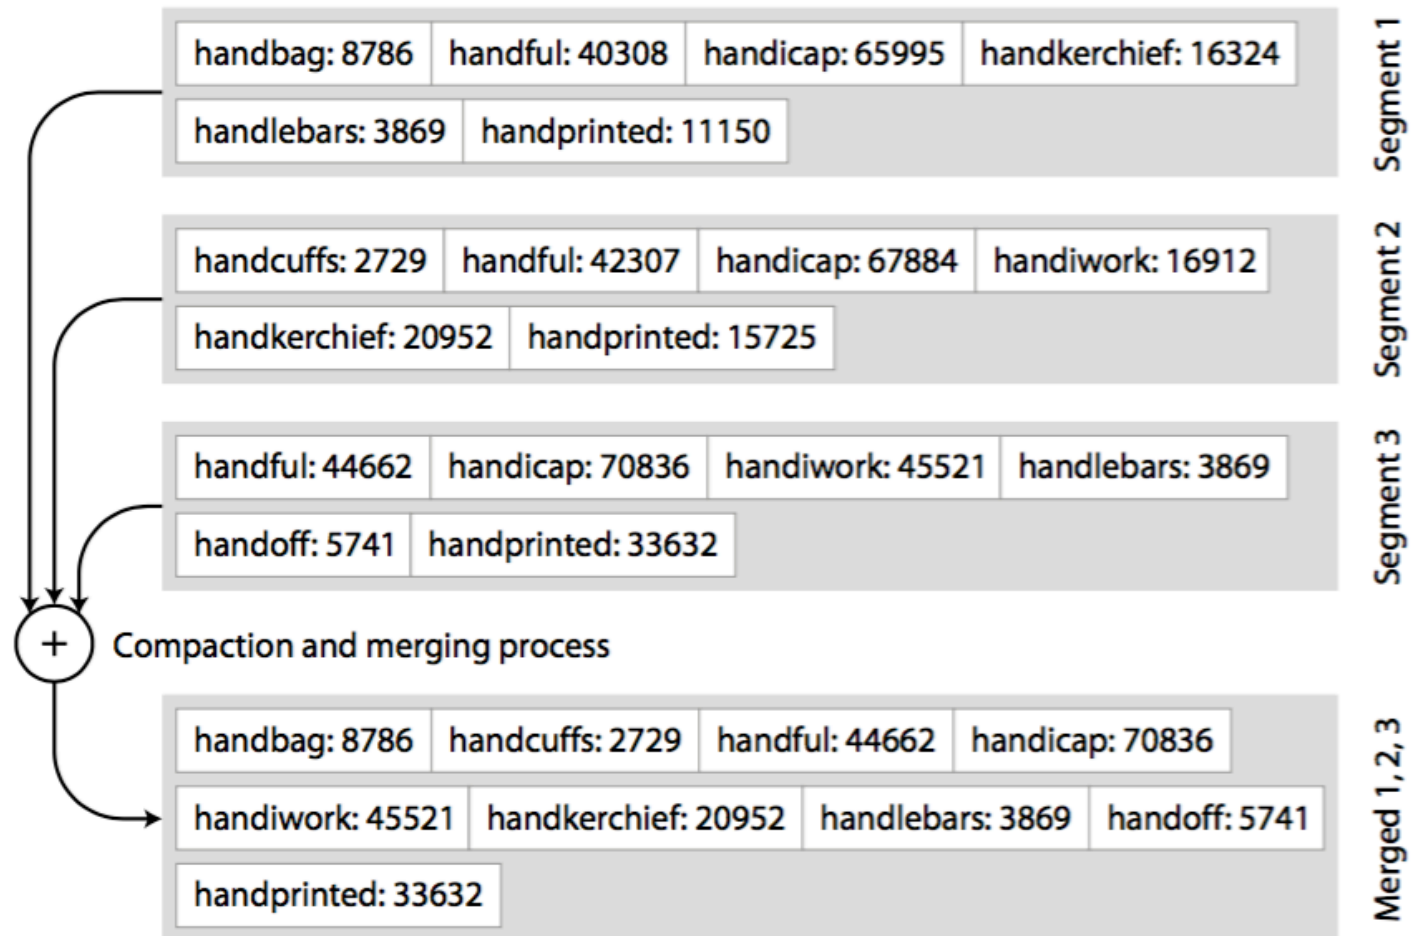 handbag: 8786 handful: 40308 handicap: 65995 handkerchief: 16324
handlebars: 3869 handprinted: 11150
Segment 1
handcuffs: 2729 handful: 42307 handicap: 67884 handiwork: 16912
handkerchief: 20952 handprinted: 15725
Segment 2
handful: 44662 handicap: 70836 handiwork: 45521 handlebars: 3869
handoff: 5741 handprinted: 33632
Segment 3
+ Compaction and merging process
handbag: 8786 handcuffs: 2729 handful: 44662 handicap: 70836
handiwork: 45521 handkerchief: 20952 handlebars: 3869 handoff: 5741
handprinted: 33632
Merged 1, 2, 3